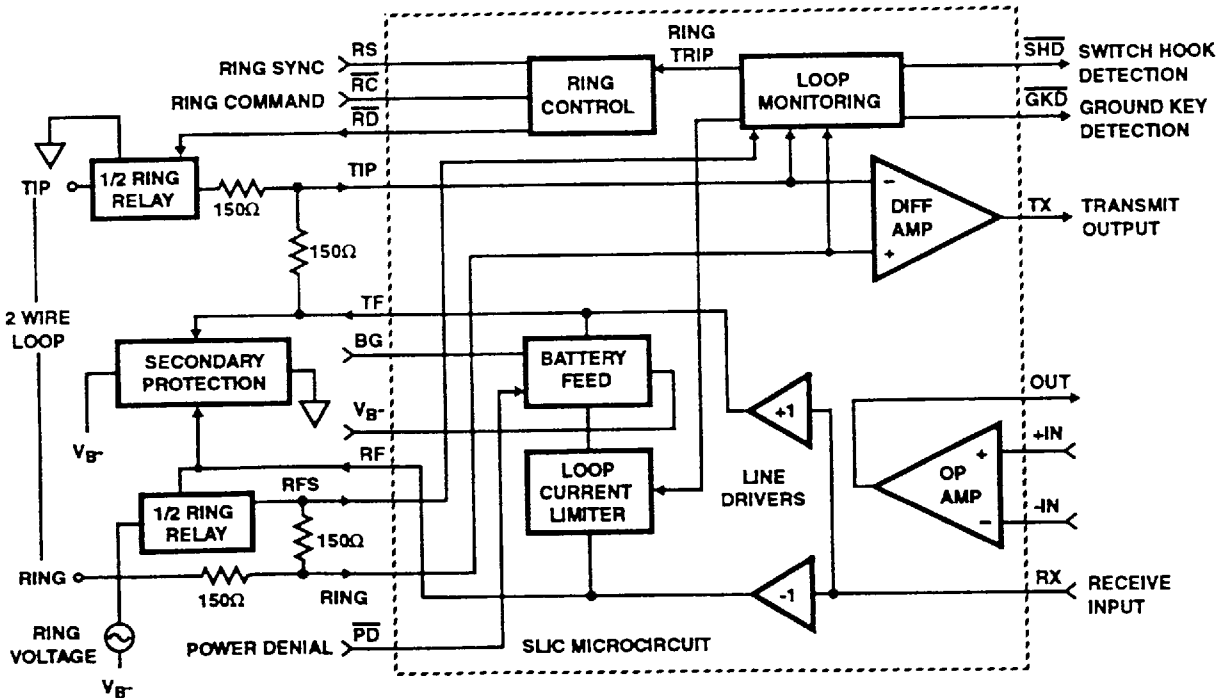 RS
RING SYNC
RC
RING COMMAND
RD
RING
TRIP
RING
CONTROL
LOOP
MONITORING
SHD
SWITCH HOOK
DETECTION
GKD
GROUND KEY
DETECTION
1/2 RING
RELAY
TIP
150Ω
TIP
150Ω
−
DIFF
AMP
+
TX
TRANSMIT
OUTPUT
2 WIRE
LOOP
TF
BG
SECONDARY
PROTECTION
BATTERY
FEED
VB-
VB-
+1
OUT
+IN
+
OP
AMP
−
-IN
RF
RFS
LOOP
CURRENT
LIMITER
LINE
DRIVERS
1/2 RING
RELAY
150Ω
RING
150Ω
RING
-1
RX
RECEIVE
INPUT
RING
VOLTAGE
VB-
POWER DENIAL
PD
SLIC MICROCIRCUIT